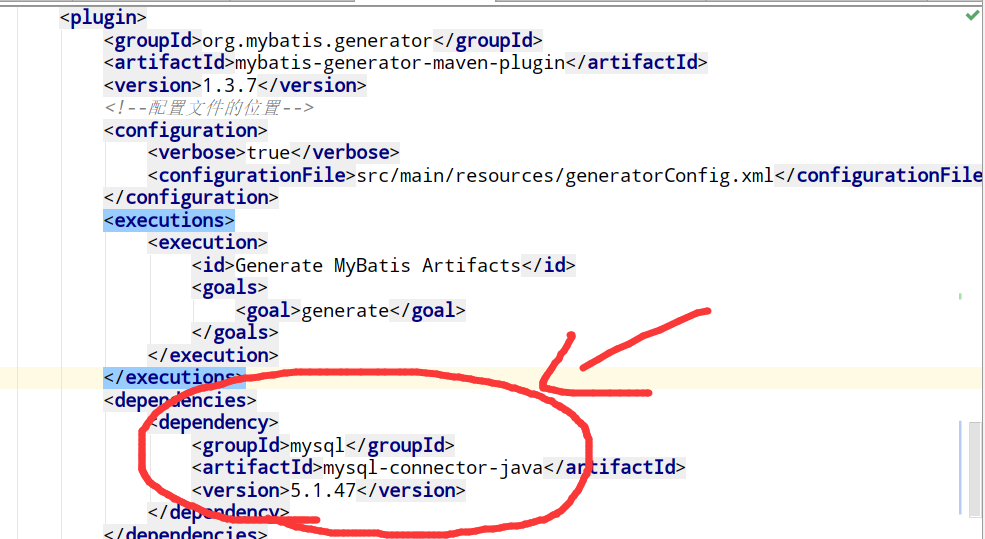 <plugin>
<groupId>org.mybatis.generator</groupId>
<artifactId>mybatis-generator-maven-plugin</artifactId>
<version>1.3.7</version>
<!--配置文件的位置-->
<configuration>
<verbose>true</verbose>
<configurationFile>src/main/resources/generatorConfig.xml</configurationFile
</configuration>
<executions>
<execution>
<id>Generate MyBatis Artifacts</id>
<goals>
<goal>generate</goal>
</goals>
</execution>
</executions>
<dependencies>
<dependency>
<groupId>mysql</groupId>
<artifactId>mysql-connector-java</artifactId>
<version>5.1.47</version>
</dependency>
</dependencies>